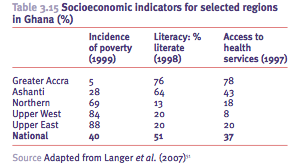 Table 3.15 Socioeconomic indicators for selected regions
in Ghana (%)
Incidence of poverty (1999) Literacy: % literate (1998) Access to health services (1997)
Greater Accra 5 76 78
Ashanti 28 64 43
Northern 69 13 18
Upper West 84 20 8
Upper East 88 20 20
National 40 51 37
Source Adapted from Langer et al. (2007)⁵¹